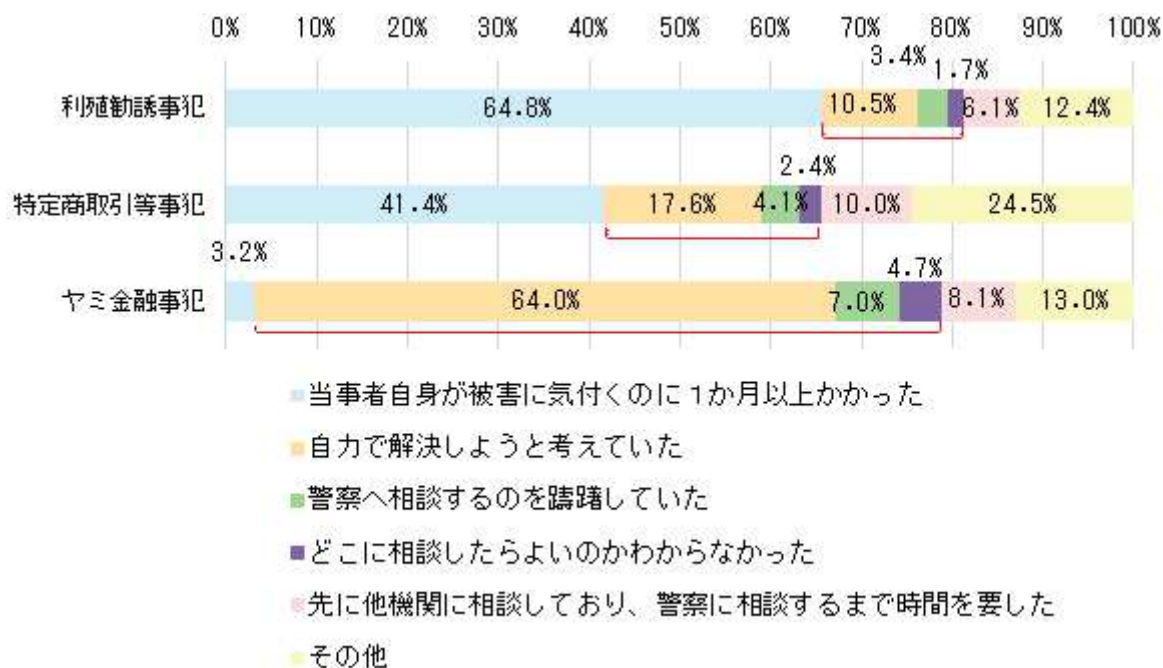 0% 10% 20% 30% 40% 50% 60% 70% 80% 90% 100%
3.4%
1.7%
利殖勧誘事犯 64.8% 10.5% 6.1% 12.4%
2.4%
特定商取引等事犯 41.4% 17.6% 4.1% 10.0% 24.5%
3.2% 4.7%
ヤミ金融事犯 64.0% 7.0% 8.1% 13.0%
当事者自身が被害に気付くのに1か月以上かかった
自力で解決しようと考えていた
警察へ相談するのを躊躇していた
どこに相談したらよいのかわからなかった
先に他機関に相談しており、警察に相談するまで時間を要した
その他